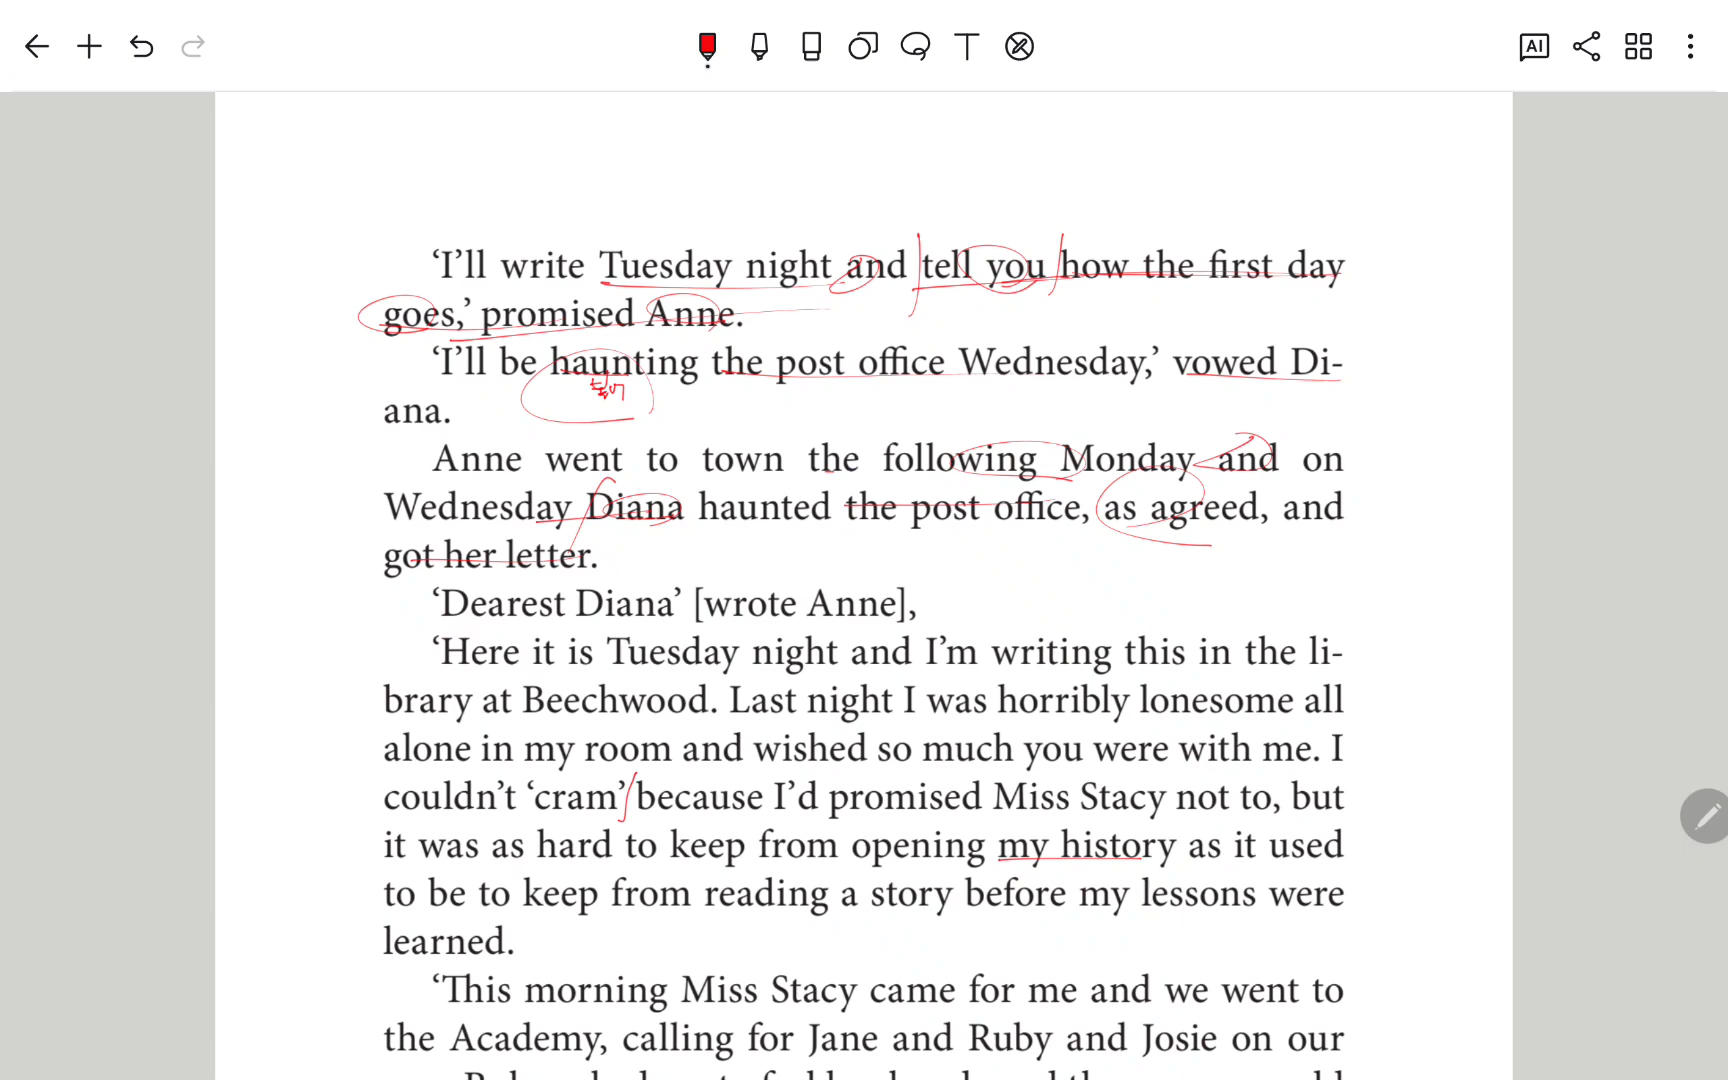 AI
‘I’ll write Tuesday night and tell you how the first day
goes,’ promised Anne.
‘I’ll be haunting the post office Wednesday,’ vowed Di-
ana.
Anne went to town the following Monday and on
Wednesday Diana haunted the post office, as agreed, and
got her letter.
‘Dearest Diana’ [wrote Anne],
‘Here it is Tuesday night and I’m writing this in the li-
brary at Beechwood. Last night I was horribly lonesome all
alone in my room and wished so much you were with me. I
couldn’t ‘cram’ because I’d promised Miss Stacy not to, but
it was as hard to keep from opening my history as it used
to be to keep from reading a story before my lessons were
learned.
‘This morning Miss Stacy came for me and we went to
the Academy, calling for Jane and Ruby and Josie on our